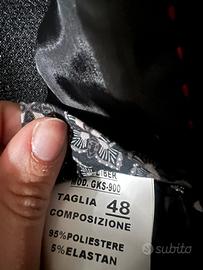 MOD. GKS-900
TAGLIA 48
COMPOSIZIONE
95%POLIESTERE
5%ELASTAN
subito